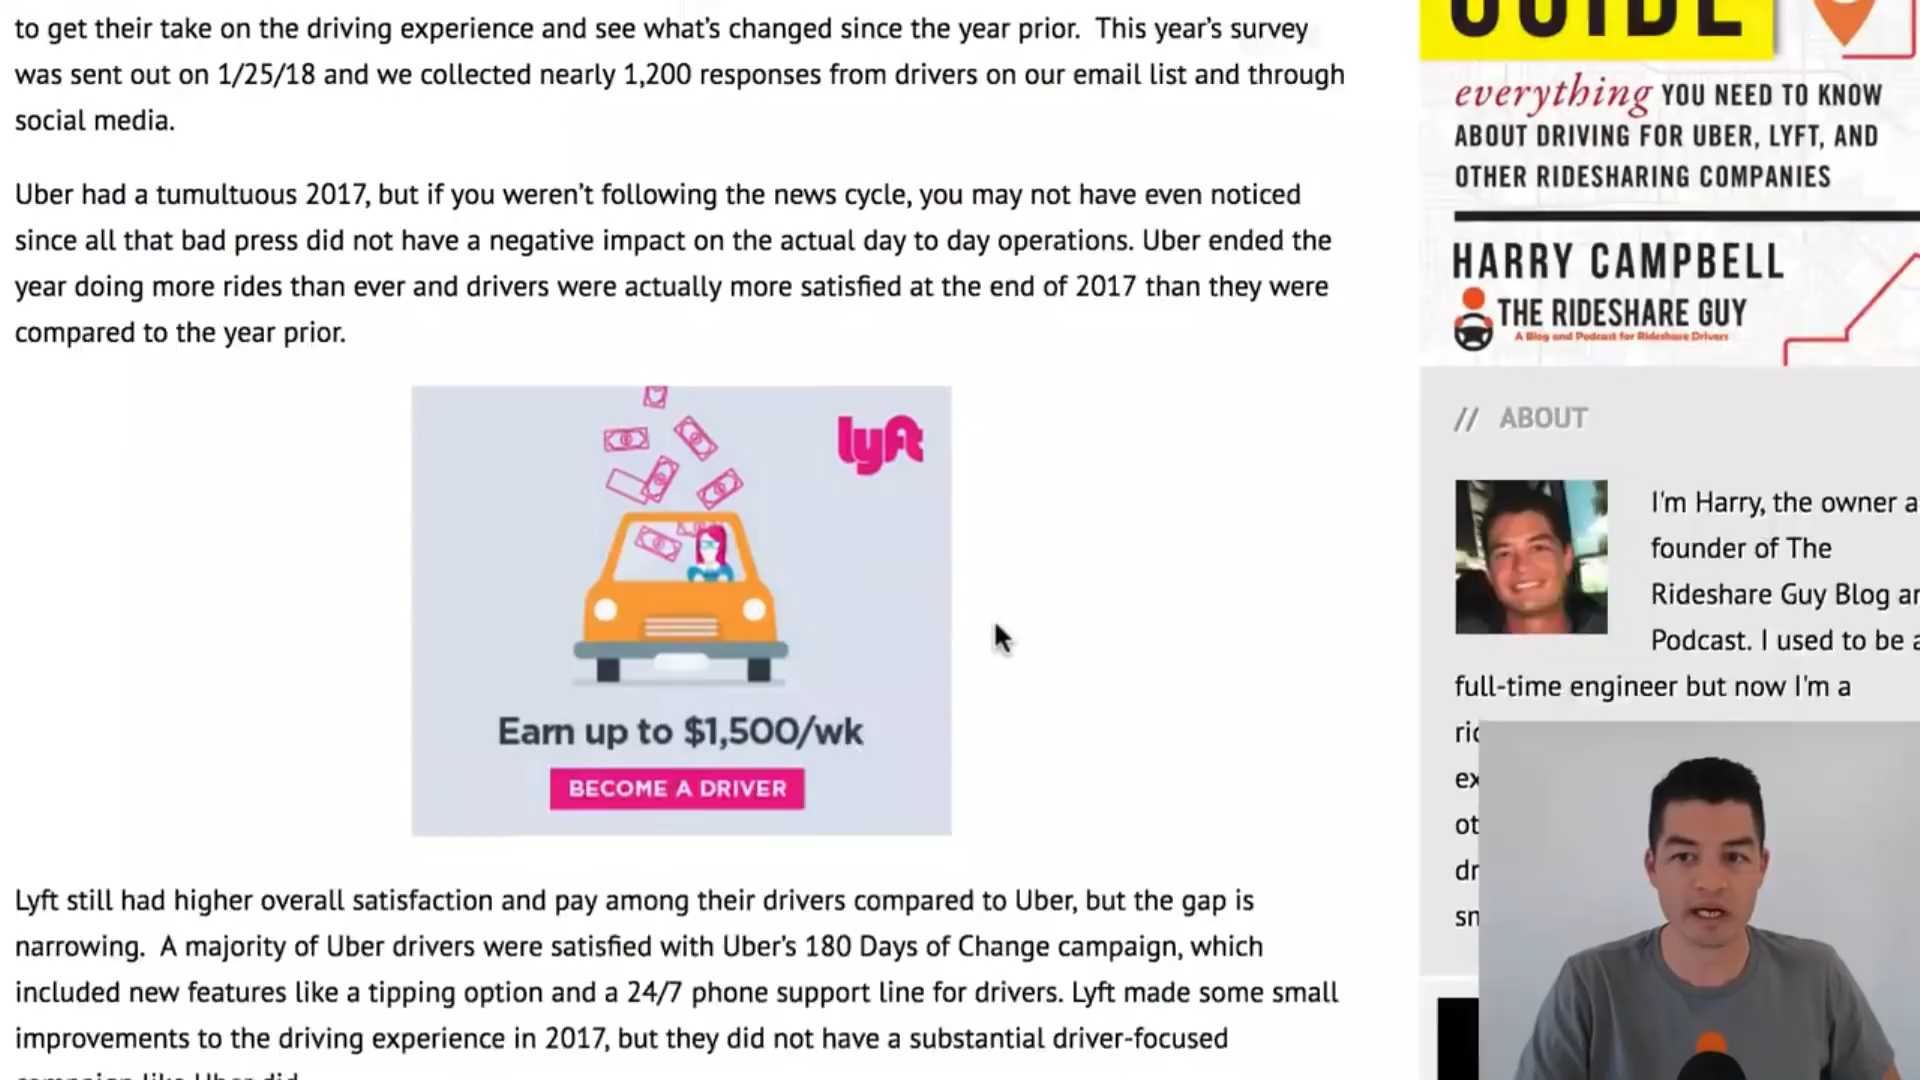 to get their take on the driving experience and see what's changed since the year prior. This year's survey
was sent out on 1/25/18 and we collected nearly 1,200 responses from drivers on our email list and through
social media.
Uber had a tumultuous 2017, but if you weren't following the news cycle, you may not have even noticed
since all that bad press did not have a negative impact on the actual day to day operations. Uber ended the
year doing more rides than ever and drivers were actually more satisfied at the end of 2017 than they were
compared to the year prior.
lyft
Earn up to $1,500/wk
BECOME A DRIVER
Lyft still had higher overall satisfaction and pay among their drivers compared to Uber, but the gap is
narrowing. A majority of Uber drivers were satisfied with Uber's 180 Days of Change campaign, which
included new features like a tipping option and a 24/7 phone support line for drivers. Lyft made some small
improvements to the driving experience in 2017, but they did not have a substantial driver-focused
campaign like Uber did.
GUIDE
everything YOU NEED TO KNOW
ABOUT DRIVING FOR UBER, LYFT, AND
OTHER RIDESHARING COMPANIES
HARRY CAMPBELL
THE RIDESHARE GUY
A Blog and Podcast for Rideshare Drivers
// ABOUT
I'm Harry, the owner a
founder of The
Rideshare Guy Blog an
Podcast. I used to be a
full-time engineer but now I'm a
ric
ex
ot
dr
sn